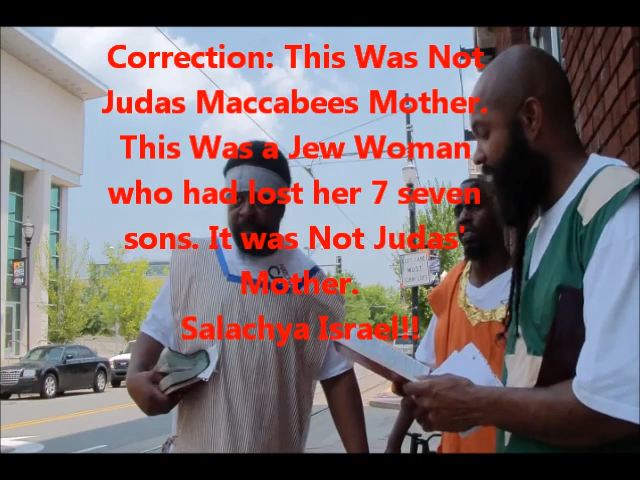 Correction: This Was Not
Judas Maccabees Mother.
This Was a Jew Woman
who had lost her 7 seven
sons. It was Not Judas'
Mother.
Salachya Israel!!!